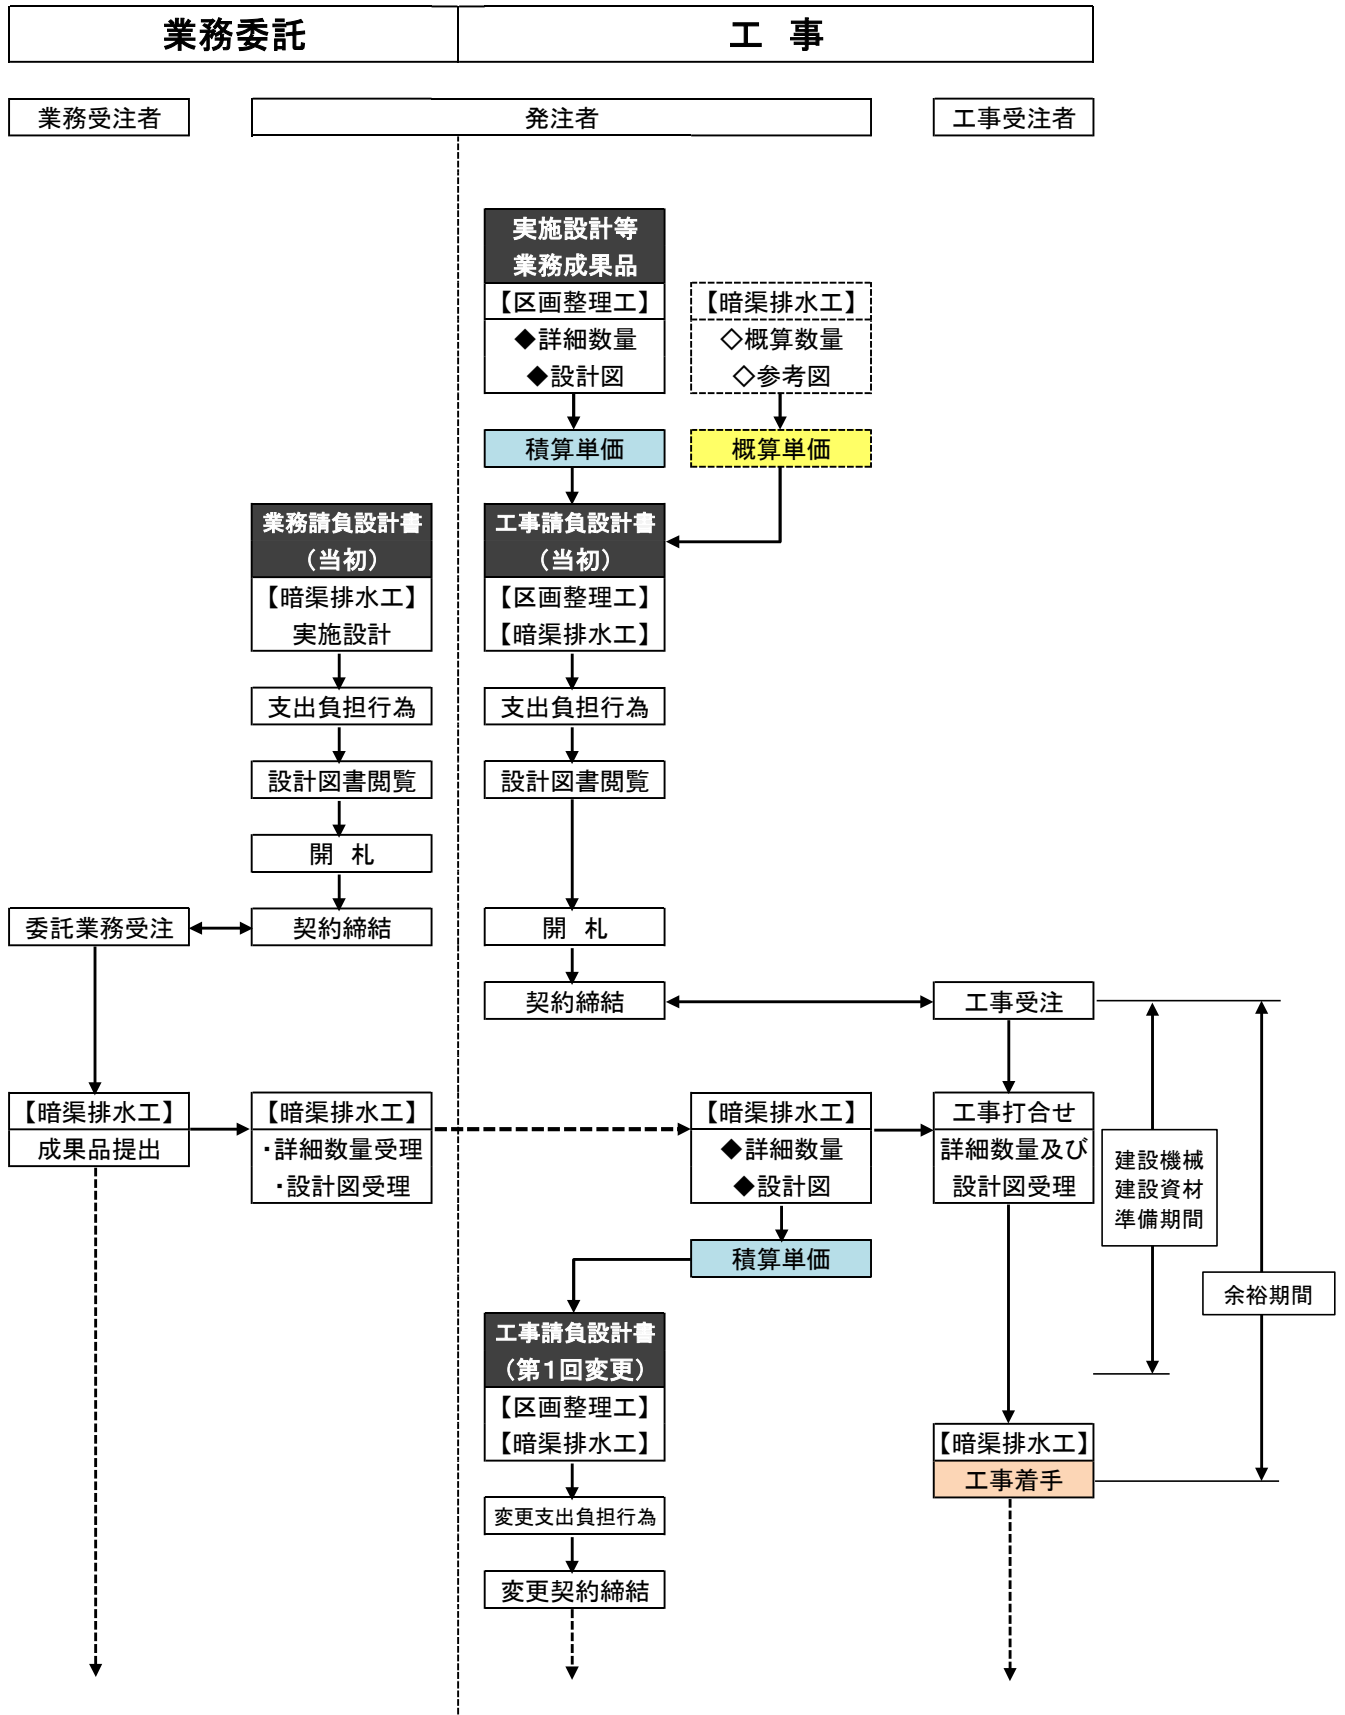 業務委託
工　事
業務受注者
発注者
工事受注者
実施設計等
業務成果品
【区画整理工】
◆詳細数量
◆設計図
【暗渠排水工】
◇概算数量
◇参考図
積算単価
概算単価
業務請負設計書
（当初）
【暗渠排水工】
実施設計
工事請負設計書
（当初）
【区画整理工】
【暗渠排水工】
支出負担行為
支出負担行為
設計図書閲覧
設計図書閲覧
開　札
委託業務受注
契約締結
開　札
契約締結
工事受注
【暗渠排水工】
成果品提出
【暗渠排水工】
・詳細数量受理
・設計図受理
【暗渠排水工】
◆詳細数量
◆設計図
工事打合せ
詳細数量及び
設計図受理
建設機械
建設資材
準備期間
積算単価
余裕期間
工事請負設計書
（第１回変更）
【区画整理工】
【暗渠排水工】
【暗渠排水工】
工事着手
変更支出負担行為
変更契約締結